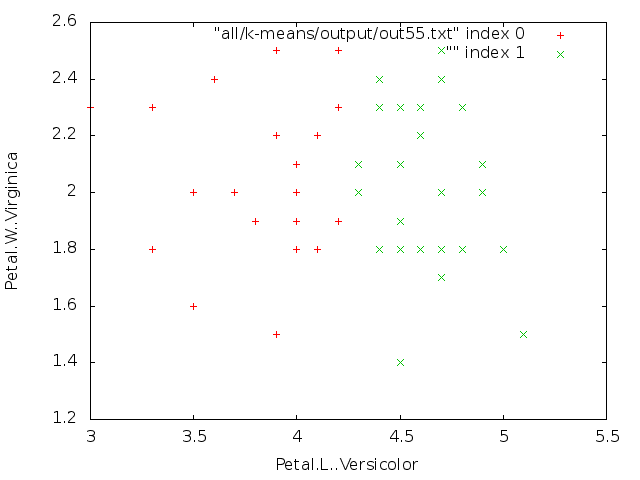 2.6
"all/k-means/output/out55.txt" index 0
"" index 1
2.4
2.2
2
1.8
1.6
1.4
1.2
Petal.W..Virginica
3 3.5 4 4.5 5 5.5
Petal.L..Versicolor